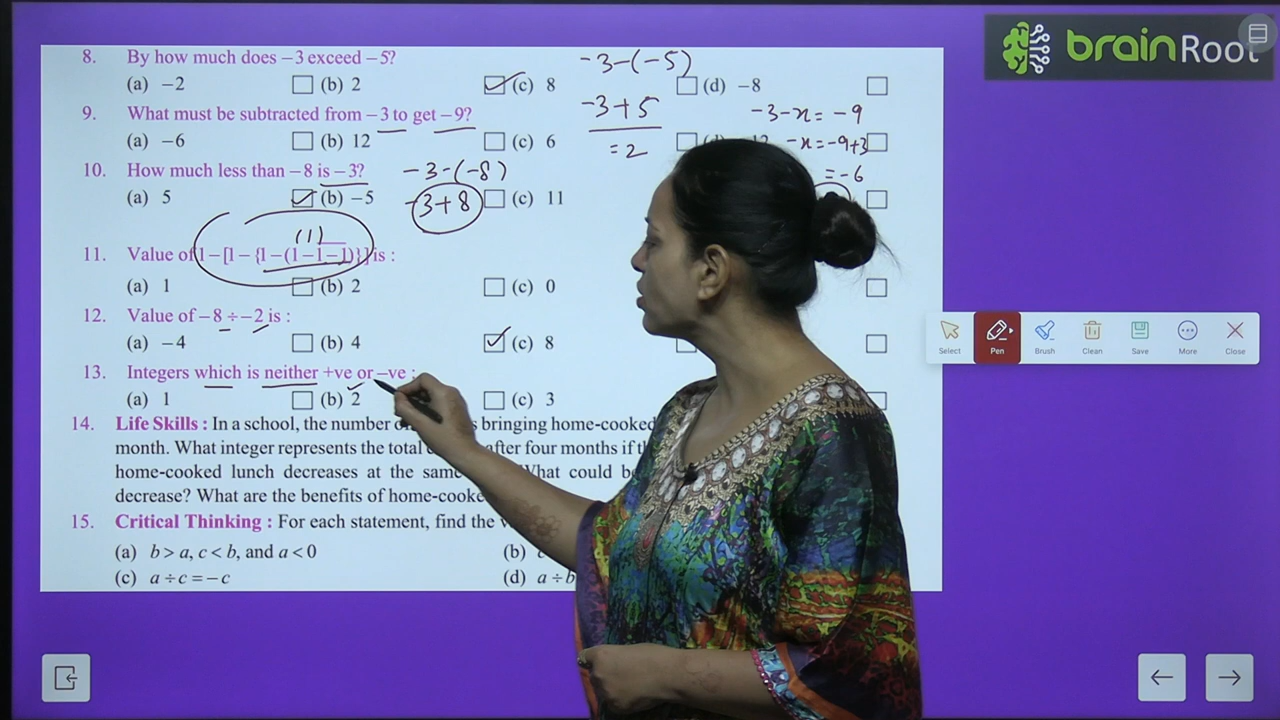 brainRoot
8. By how much does −3 exceed −5?
-3-(-5)
(a) −2 (b) 2 (c) 8 (d) −8
-3+5
=2
-3-x=-9
9. What must be subtracted from −3 to get −9?
(a) −6 (b) 12 (c) 6
-x=-9+3
=-6
10. How much less than −8 is −3?
-3-(-8)
(a) 5 (b) −5 (c) 11
-3+8
(1)
11. Value of 1−[1−{1−(1−1−1)}] is :
(a) 1 (b) 2 (c) 0
12. Value of −8 ÷ −2 is :
(a) −4 (b) 4 (c) 8
13. Integers which is neither +ve or −ve :
(a) 1 (b) 2 (c) 3
14. Life Skills : In a school, the number bringing home-cooked
month. What integer represents the total after four months if
home-cooked lunch decreases at the same What could
decrease? What are the benefits of
15. Critical Thinking : For each statement, find the
(a) b > a, c < b, and a < 0 (b)
(c) a ÷ c = − c (d) a ÷ b
Select Pen Brush Clean Save More Close